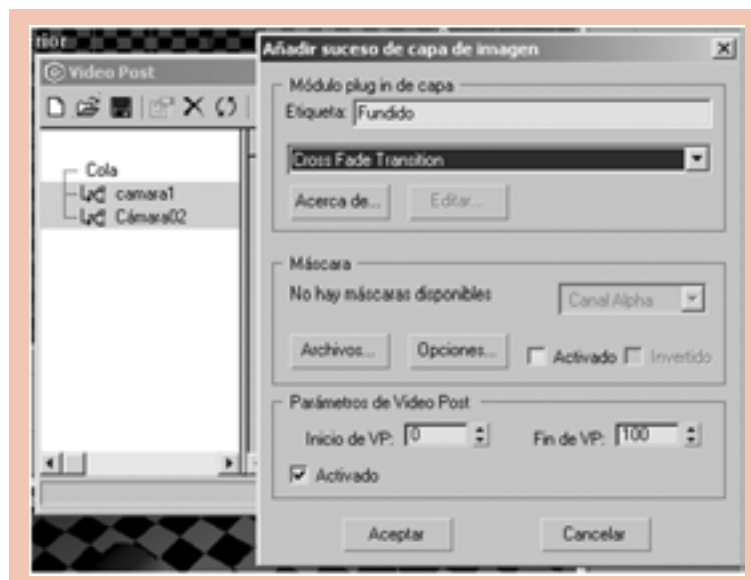 rior
Video Post
Cola
camara1
Cámara02
Añadir suceso de capa de imagen
Módulo plug in de capa
Etiqueta: Fundido
Cross Fade Transition
Acerca de... Editar...
Máscara
No hay máscaras disponibles Canal Alpha
Archivos... Opciones... Activado Invertido
Parámetros de Video Post
Inicio de VP: 0 Fin de VP: 100
Activado
Aceptar Cancelar